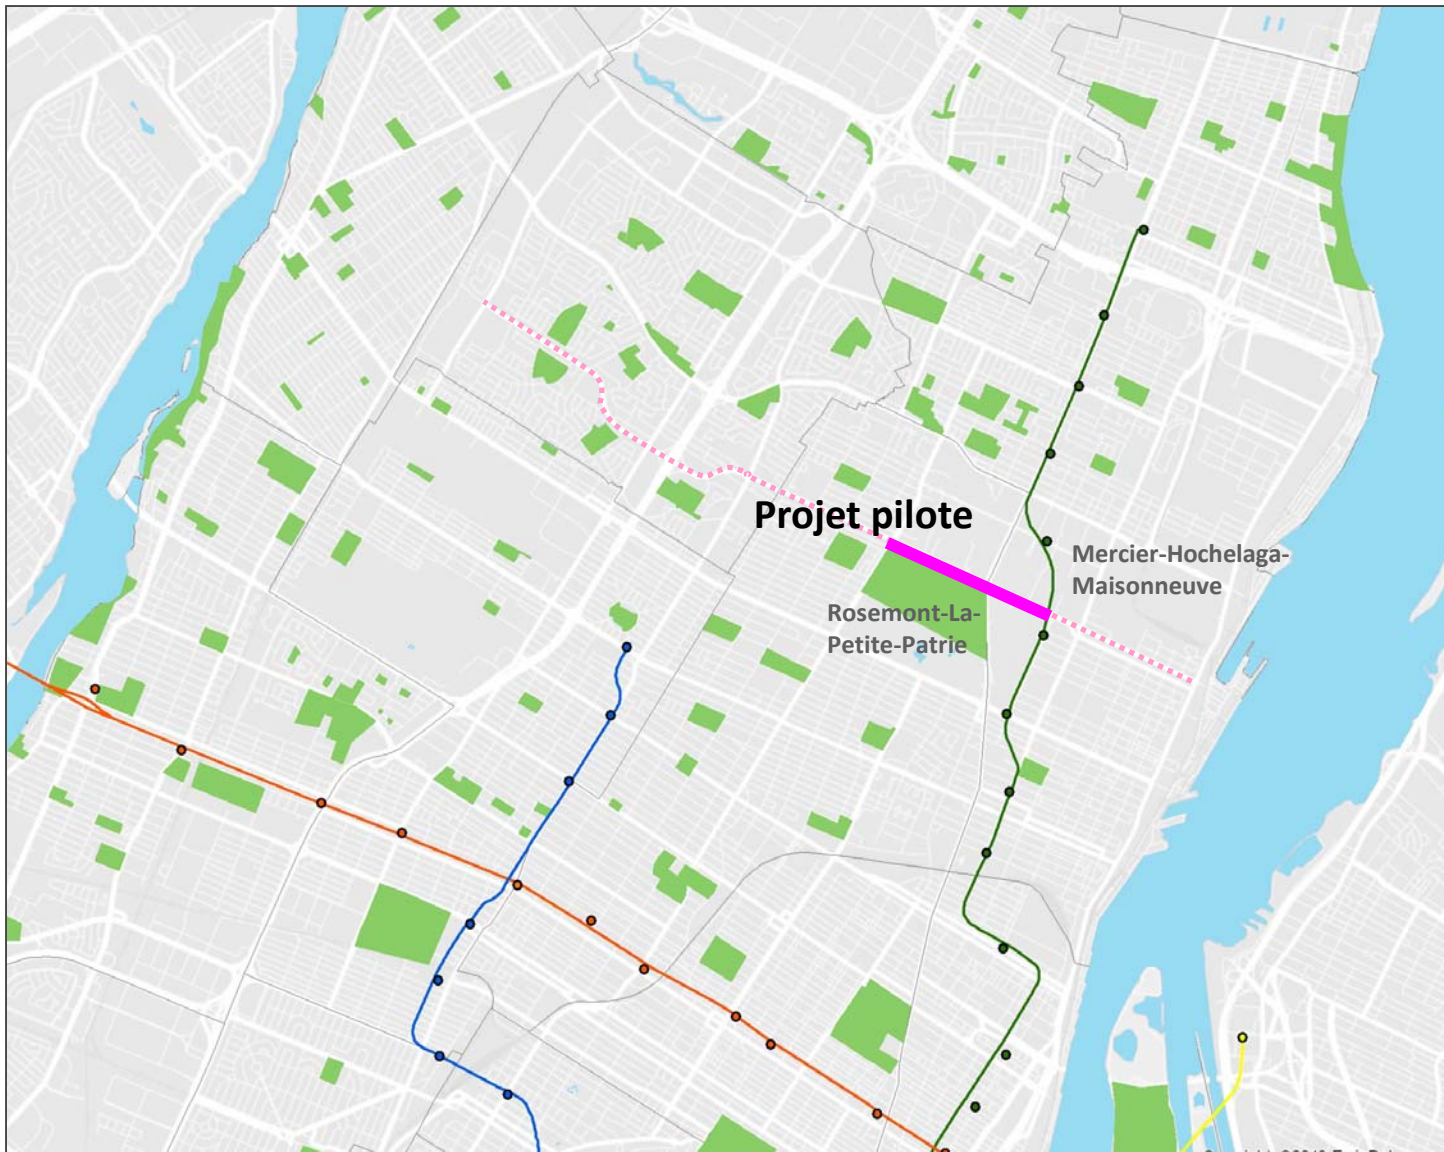 Projet pilote
Mercier-Hochelaga-
Maisonneuve
Rosemont-La-
Petite-Patrie